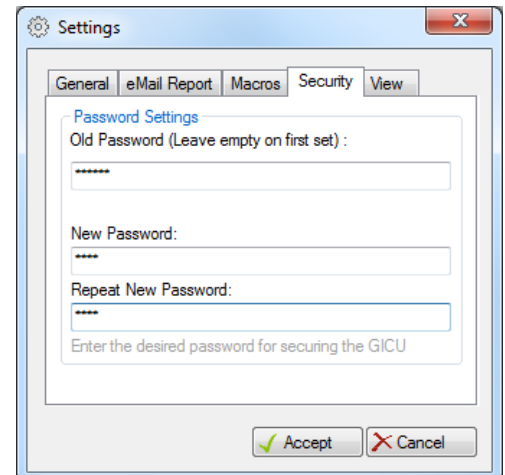 Settings
General eMail Report Macros Security View
Password Settings
Old Password (Leave empty on first set) :
******
New Password:
****
Repeat New Password:
****
Enter the desired password for securing the GICU
Accept Cancel